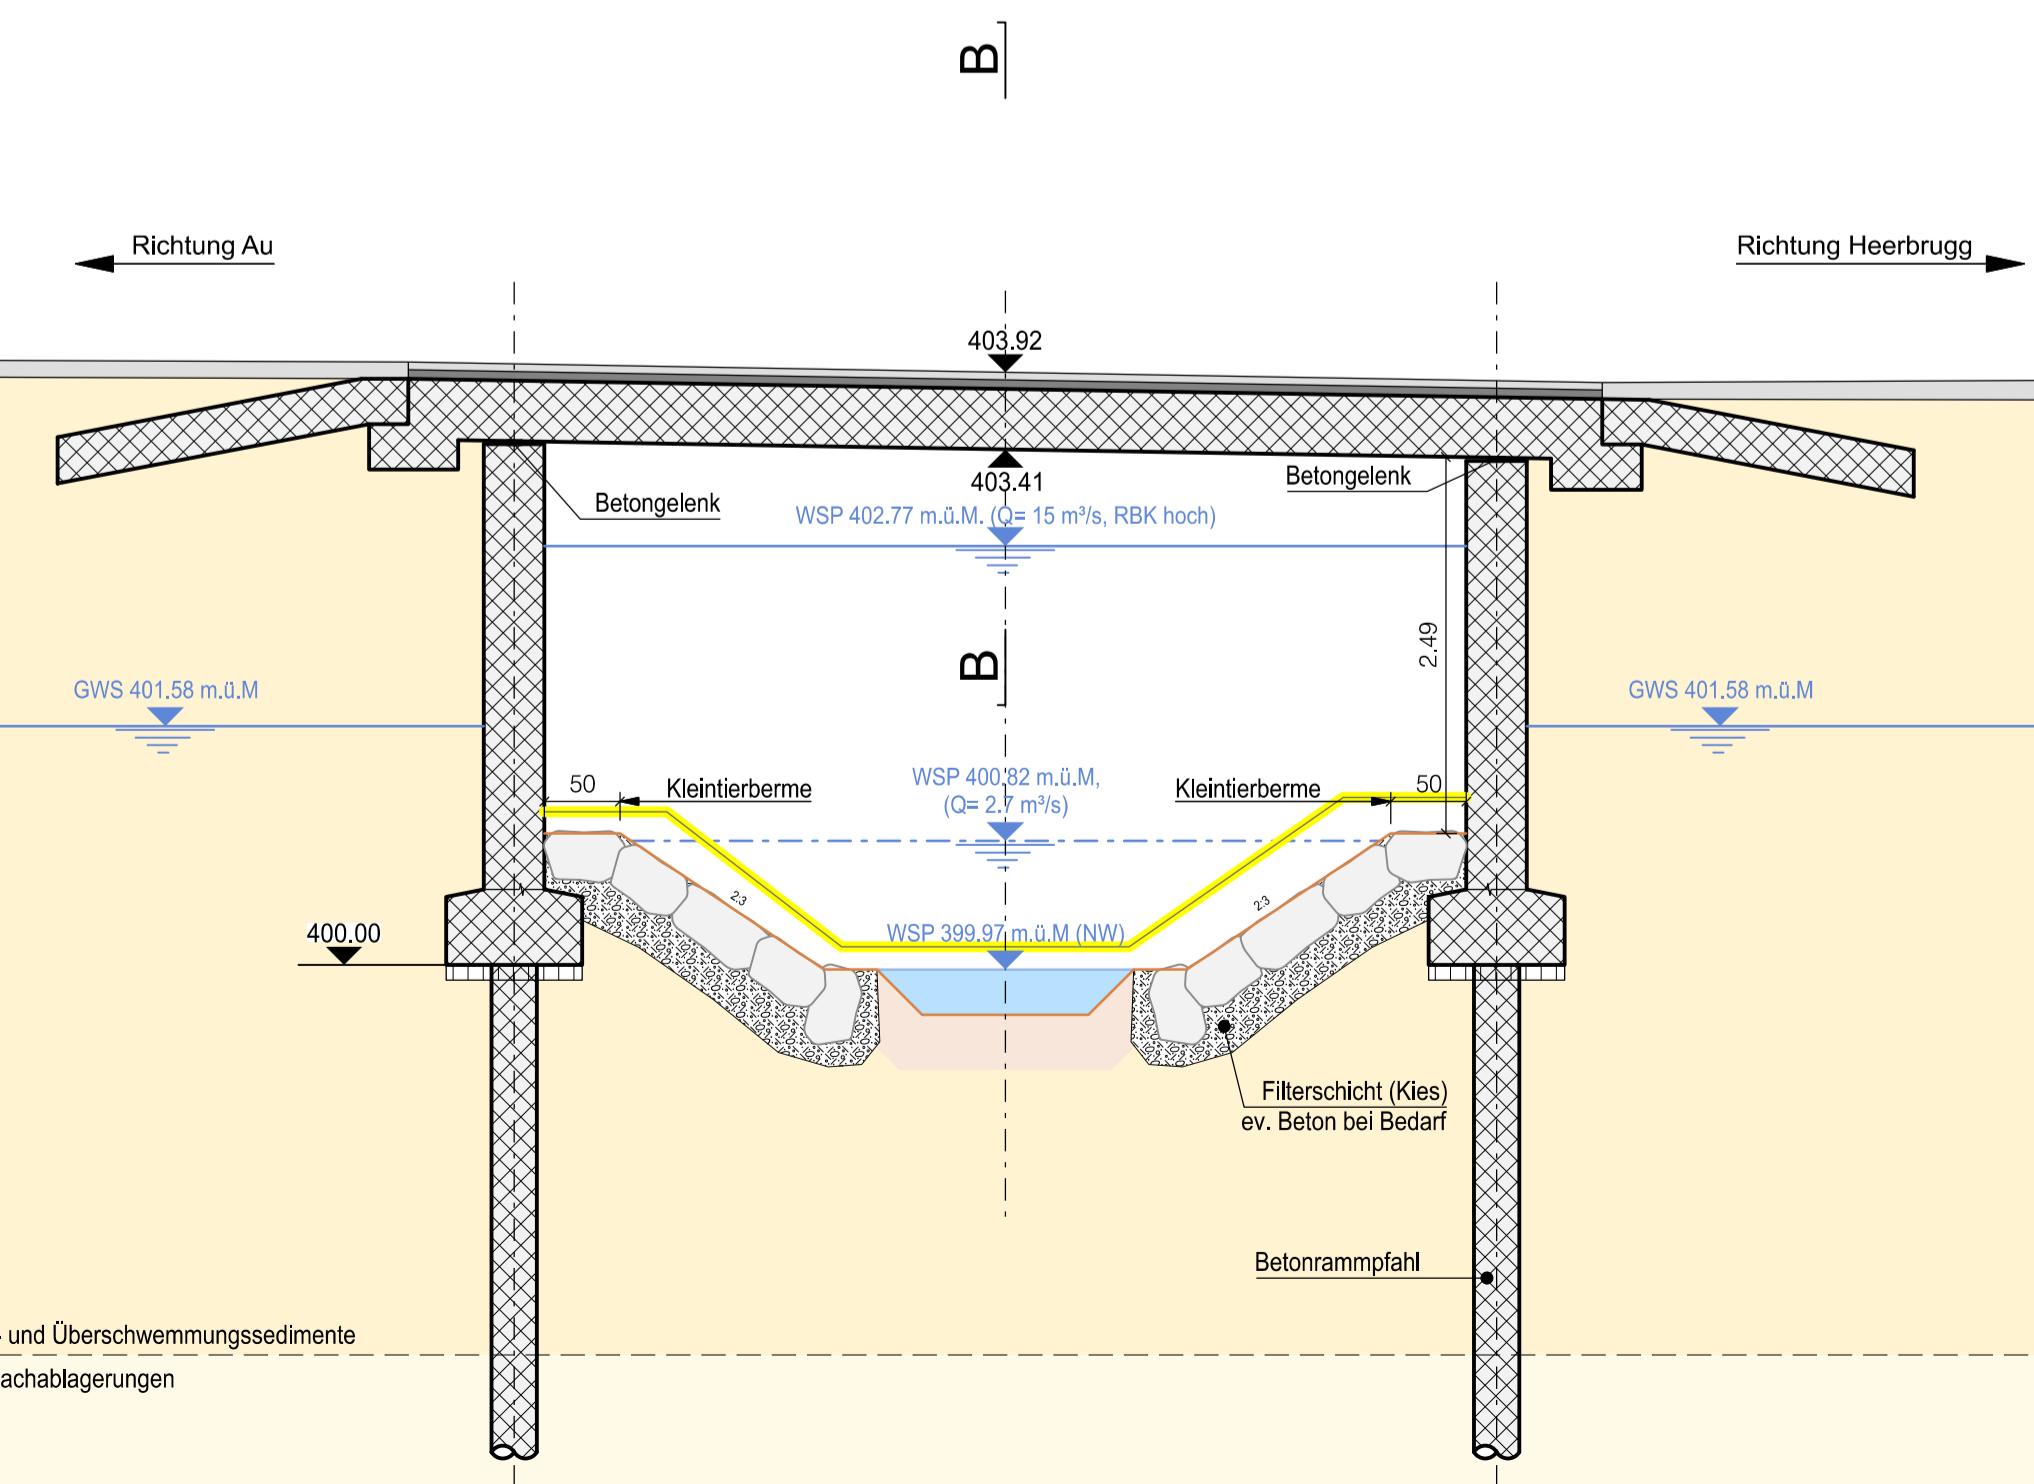 B
Richtung Au
Richtung Heerbrugg
403.92
403.41
Betongelenk
Betongelenk
WSP 402.77 m.ü.M. (Q= 15 m³/s, RBK hoch)
2.49
B
GWS 401.58 m.ü.M
GWS 401.58 m.ü.M
50
Kleintierberme
WSP 400.82 m.ü.M,
(Q= 2.7 m³/s)
Kleintierberme
50
2:3
2:3
400.00
WSP 399.97 m.ü.M (NW)
Filterschicht (Kies)
ev. Beton bei Bedarf
Betonrammpfahl
- und Überschwemmungssedimente
achablagerungen